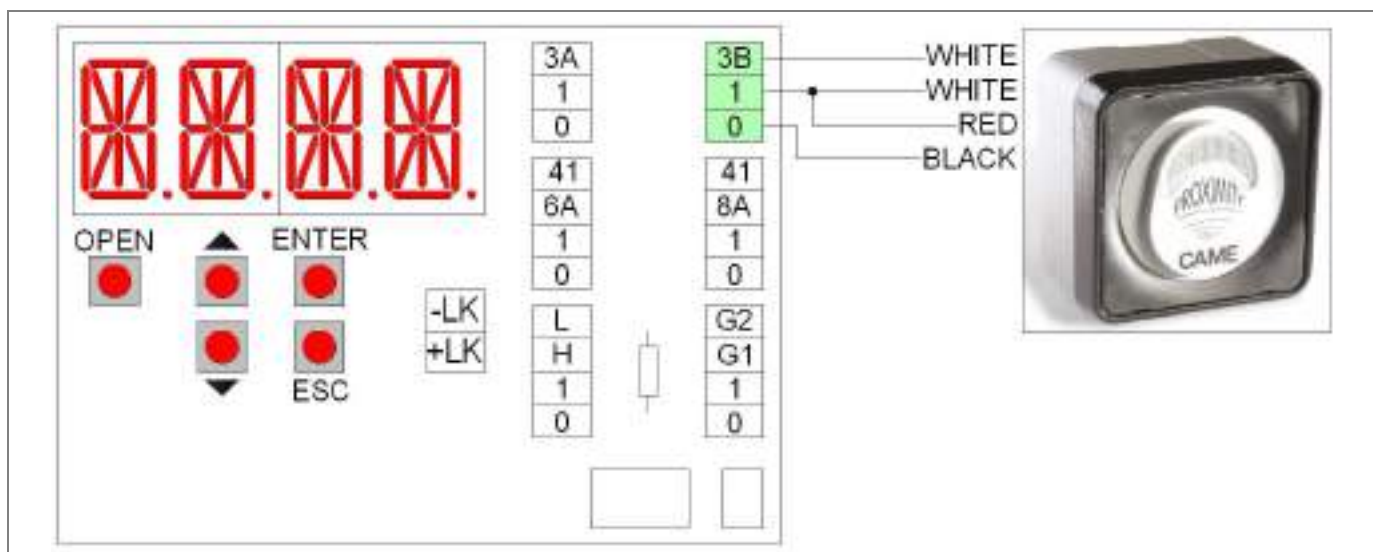 3A
1
0
3B
1
0
WHITE
WHITE
RED
BLACK
41
6A
1
0
41
8A
1
0
OPEN
ENTER
ESC
-LK
+LK
L
H
1
0
G2
G1
1
0
PROXIMITY
CAME